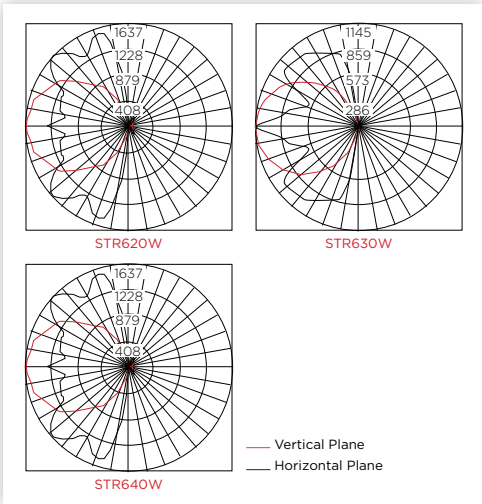 1637
1228
879
408
STR620W
1145
859
573
286
STR630W
1637
1228
879
408
STR640W
Vertical Plane
Horizontal Plane